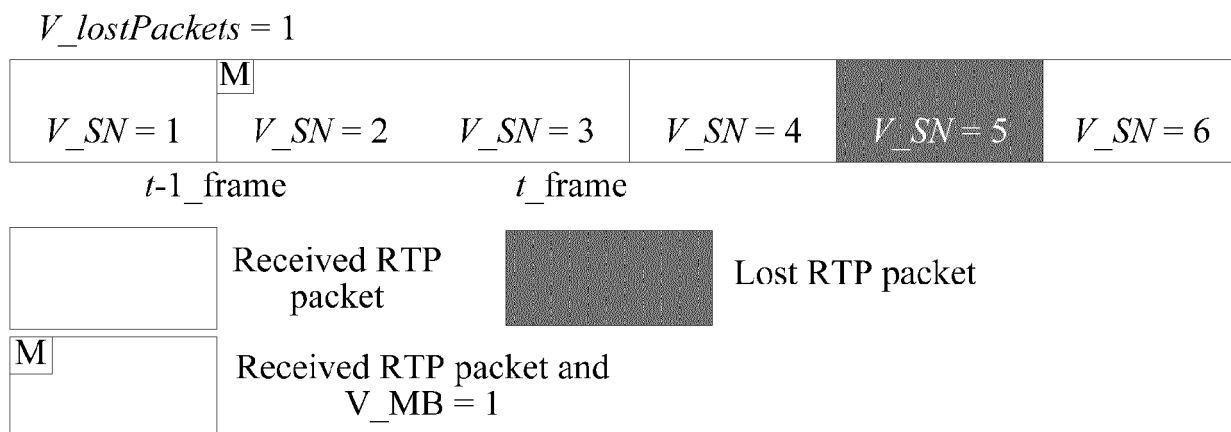 V_lostPackets = 1
M
V_SN = 1 V_SN = 2 V_SN = 3 V_SN = 4 V_SN = 5 V_SN = 6
t-1_frame t_frame
Received RTP
packet
Lost RTP packet
M
Received RTP packet and
V_MB = 1